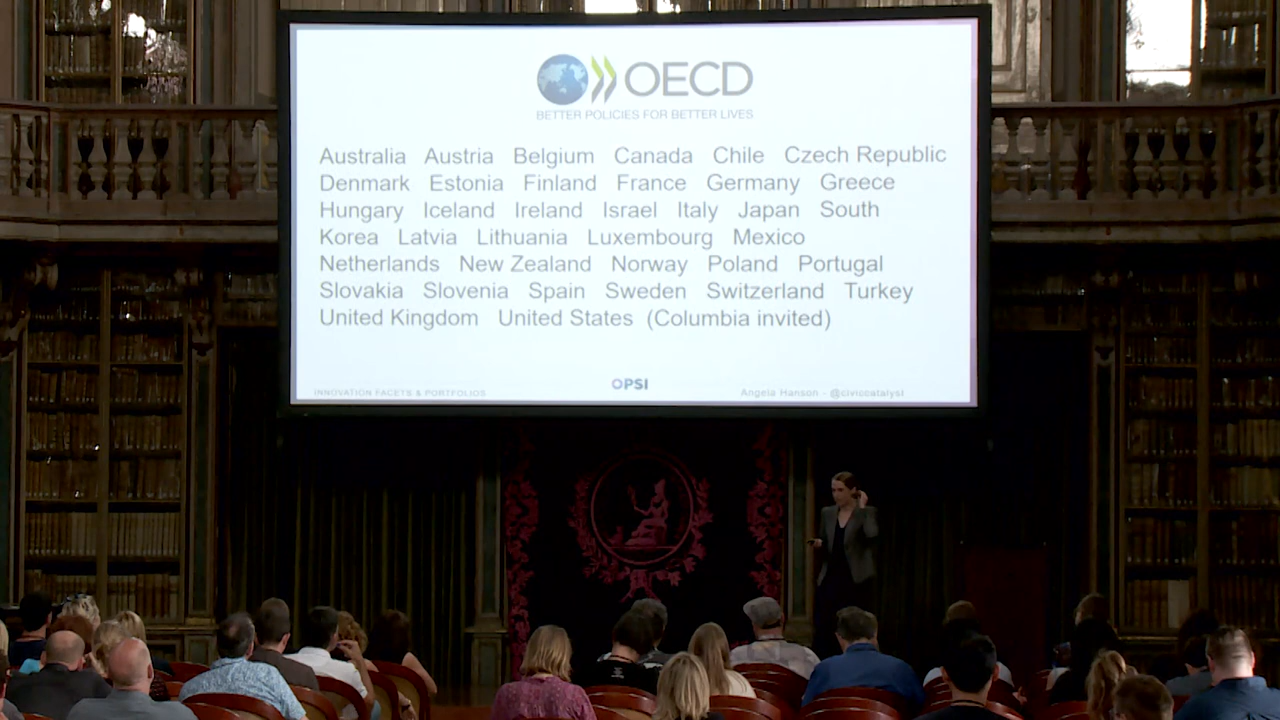 OECD
BETTER POLICIES FOR BETTER LIVES
Australia Austria Belgium Canada Chile Czech Republic
Denmark Estonia Finland France Germany Greece
Hungary Iceland Ireland Israel Italy Japan South
Korea Latvia Lithuania Luxembourg Mexico
Netherlands New Zealand Norway Poland Portugal
Slovakia Slovenia Spain Sweden Switzerland Turkey
United Kingdom United States (Columbia invited)
INNOVATION FACETS & PORTFOLIOS
OPSI
Angela Hanson - @civiccatalyst